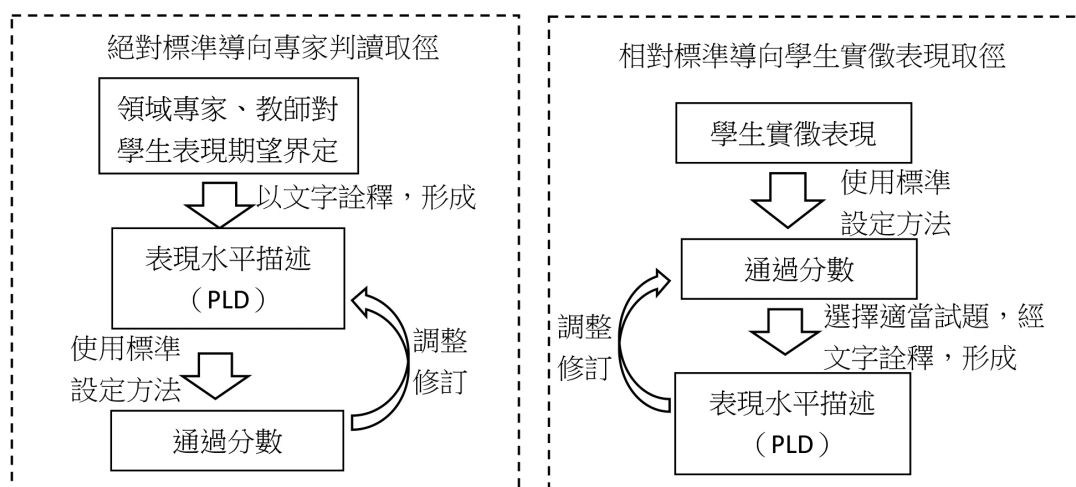 絕對標準導向專家判讀取徑
領域專家、教師對
學生表現期望界定
以文字詮釋，形成
表現水平描述
（PLD）
使用標準
設定方法
調整
修訂
通過分數
相對標準導向學生實徵表現取徑
學生實徵表現
使用標準
設定方法
通過分數
選擇適當試題，經
文字詮釋，形成
調整
修訂
表現水平描述
（PLD）